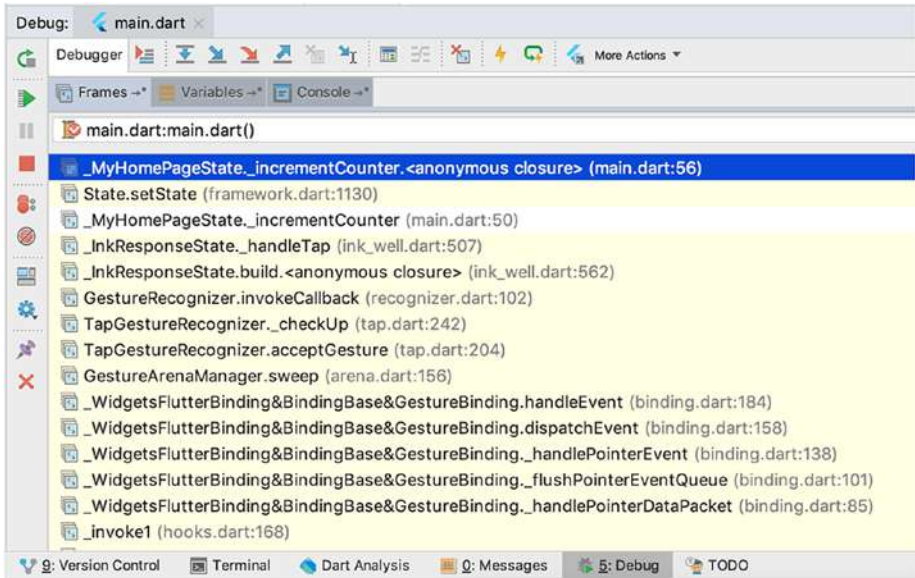 Debug: main.dart ×
Debugger More Actions
Frames →* Variables →* Console →*
main.dart:main.dart()
_MyHomePageState._incrementCounter.<anonymous closure> (main.dart:56)
State.setState (framework.dart:1130)
_MyHomePageState._incrementCounter (main.dart:50)
_InkResponseState._handleTap (ink_well.dart:507)
_InkResponseState.build.<anonymous closure> (ink_well.dart:562)
GestureRecognizer.invokeCallback (recognizer.dart:102)
TapGestureRecognizer._checkUp (tap.dart:242)
TapGestureRecognizer.acceptGesture (tap.dart:204)
GestureArenaManager.sweep (arena.dart:156)
_WidgetsFlutterBinding&BindingBase&GestureBinding.handleEvent (binding.dart:184)
_WidgetsFlutterBinding&BindingBase&GestureBinding.dispatchEvent (binding.dart:158)
_WidgetsFlutterBinding&BindingBase&GestureBinding._handlePointerEvent (binding.dart:138)
_WidgetsFlutterBinding&BindingBase&GestureBinding._flushPointerEventQueue (binding.dart:101)
_WidgetsFlutterBinding&BindingBase&GestureBinding._handlePointerDataPacket (binding.dart:85)
_invoke1 (hooks.dart:168)
9: Version Control Terminal Dart Analysis 0: Messages 5: Debug TODO